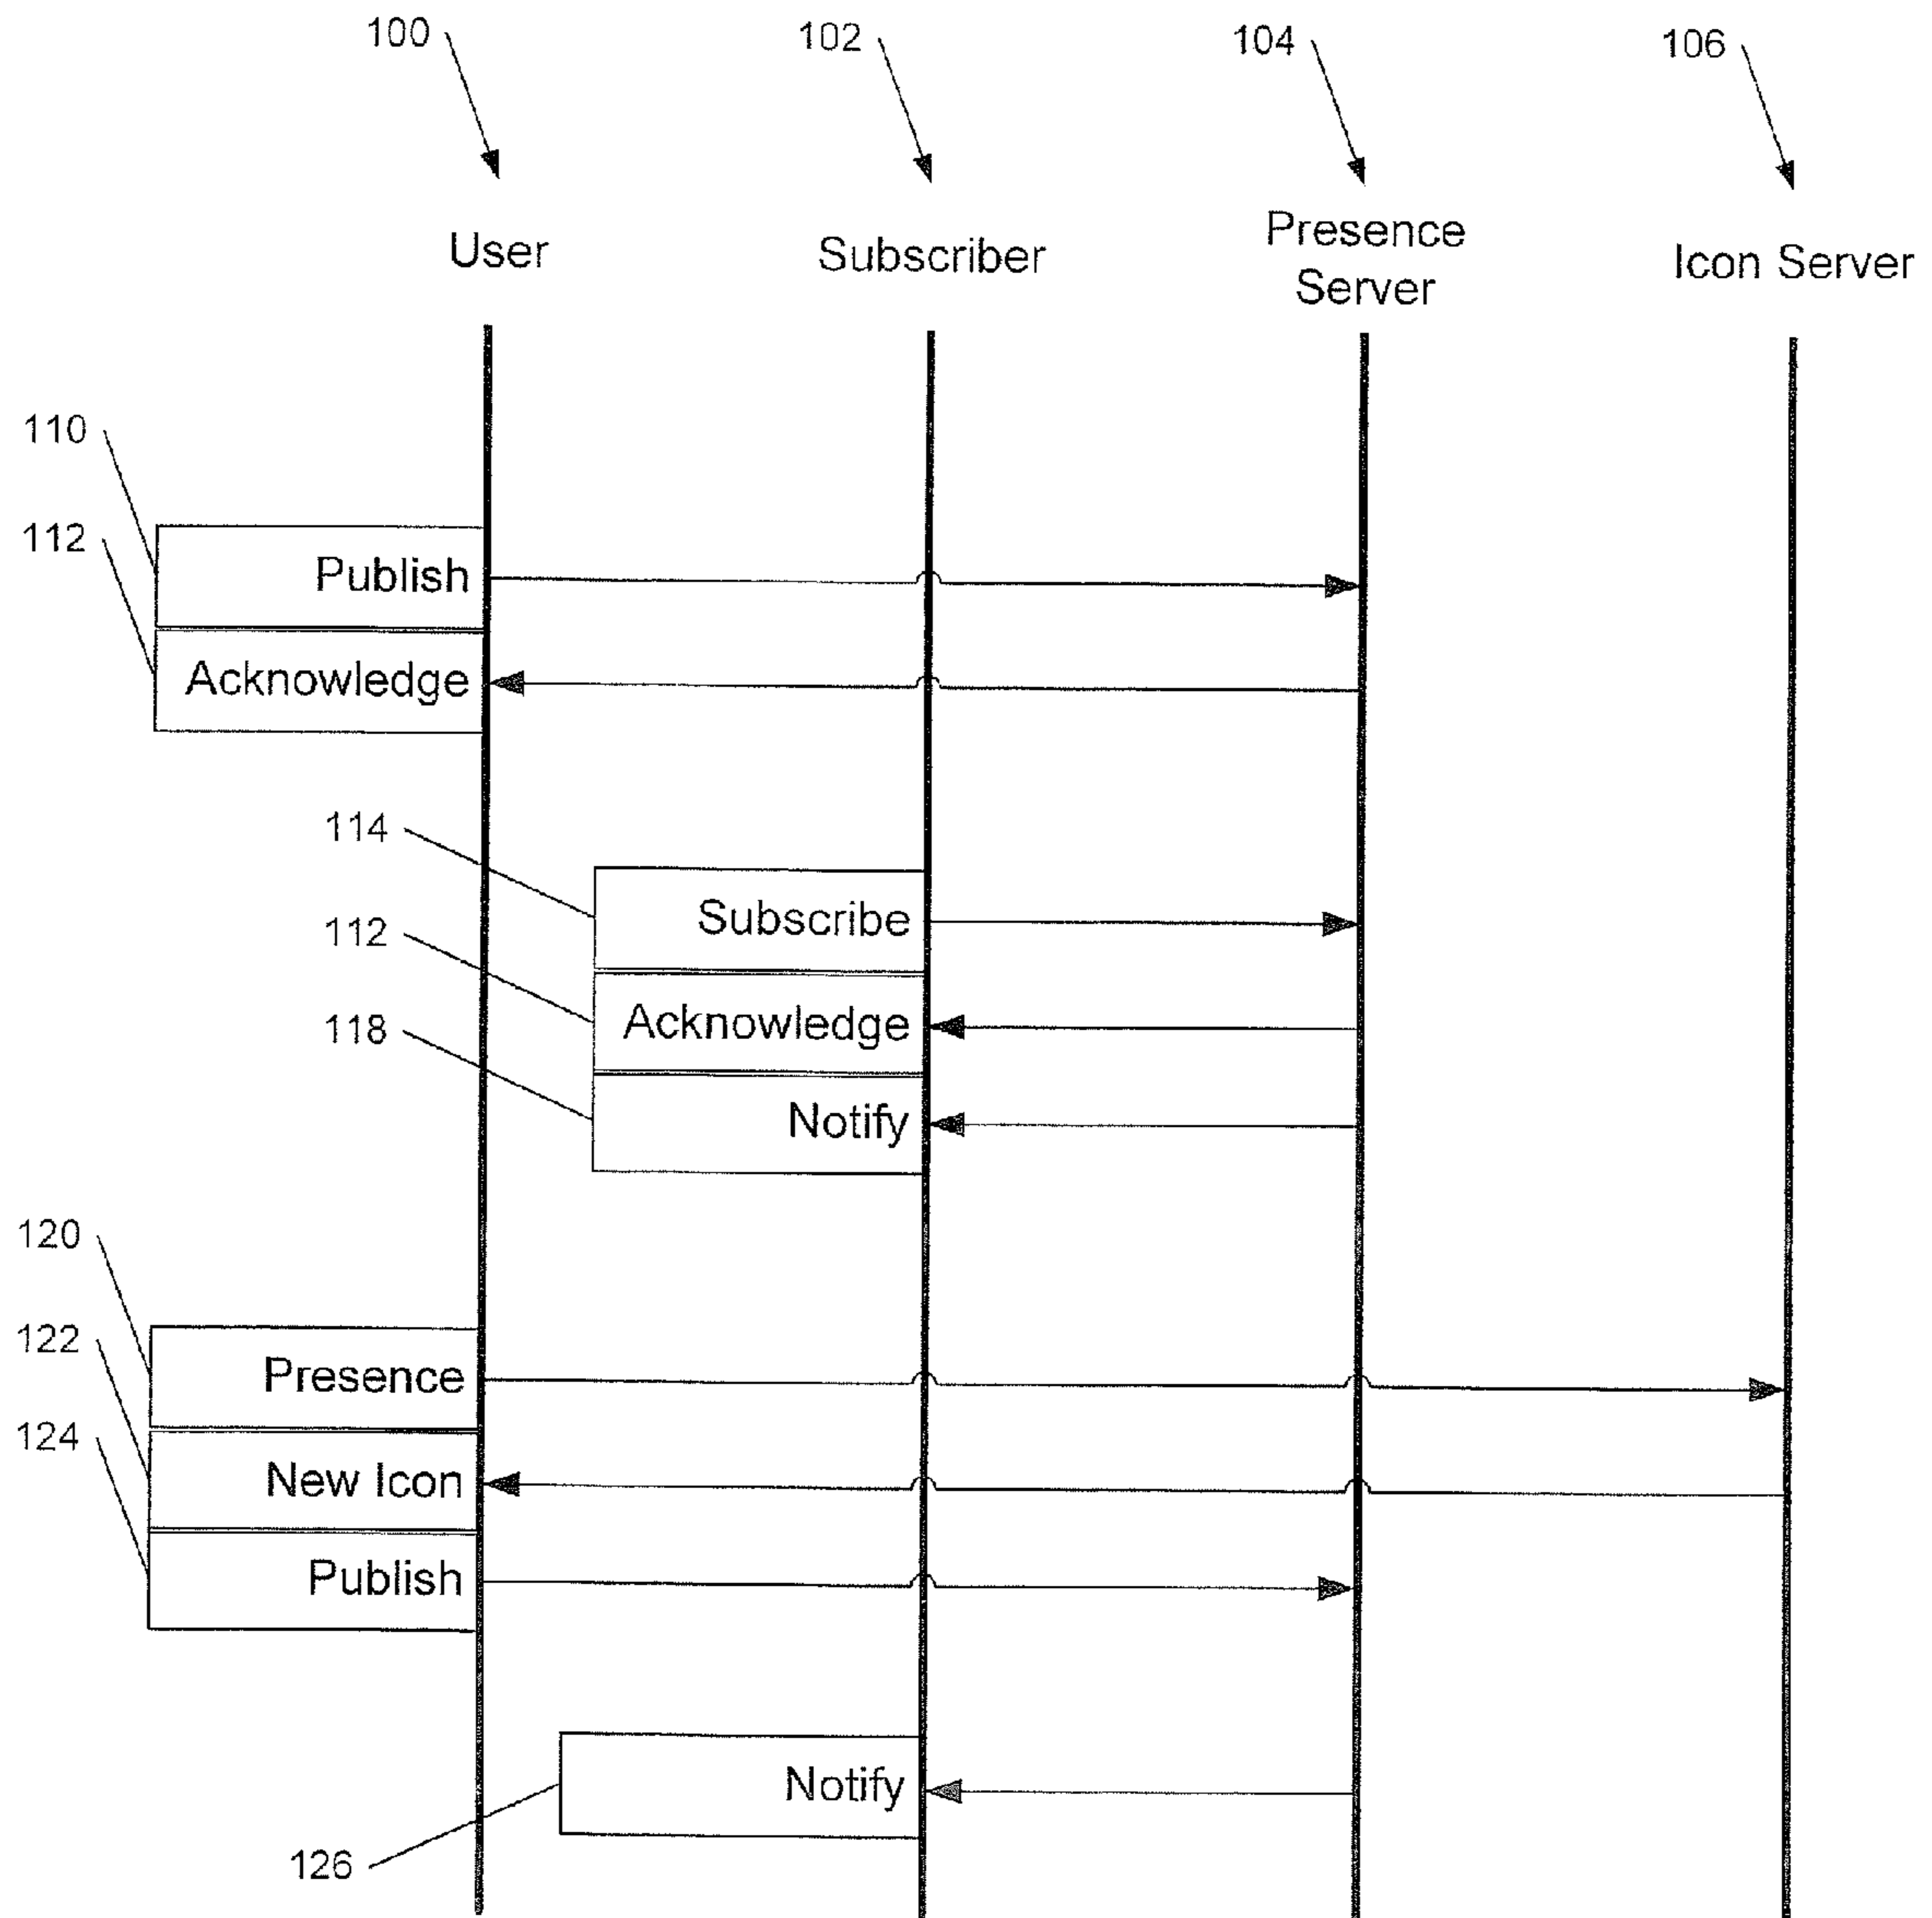 100
102
104
106
User
Subscriber
Presence
Server
Icon Server
110
112
Publish
Acknowledge
114
112
118
Subscribe
Acknowledge
Notify
120
122
124
Presence
New Icon
Publish
Notify
126